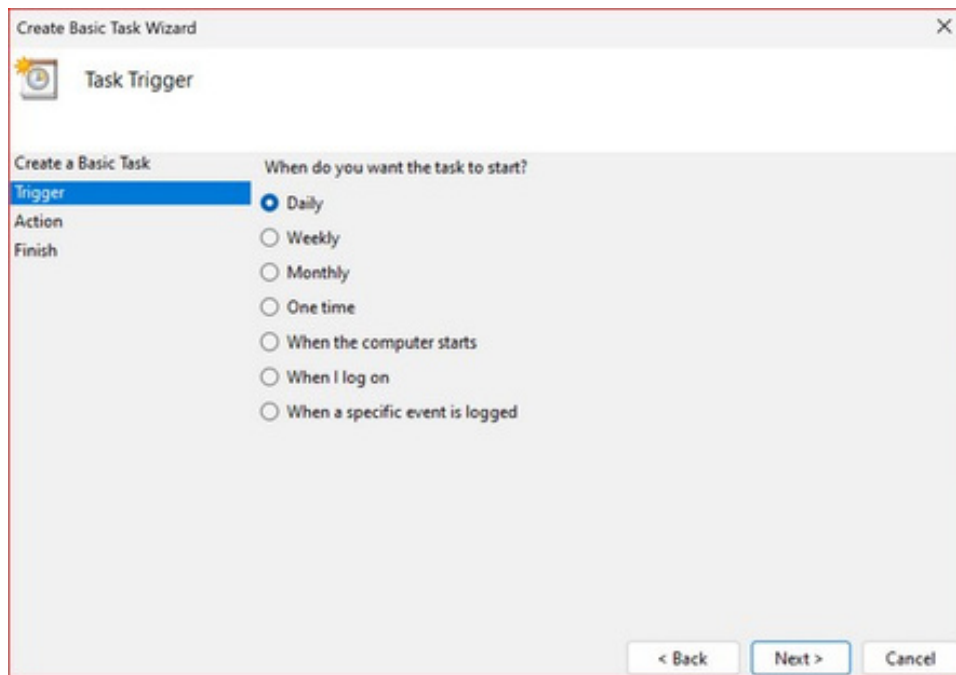 Create Basic Task Wizard
Task Trigger
Create a Basic Task
Trigger
Action
Finish
When do you want the task to start?
Daily
Weekly
Monthly
One time
When the computer starts
When I log on
When a specific event is logged
< Back
Next >
Cancel